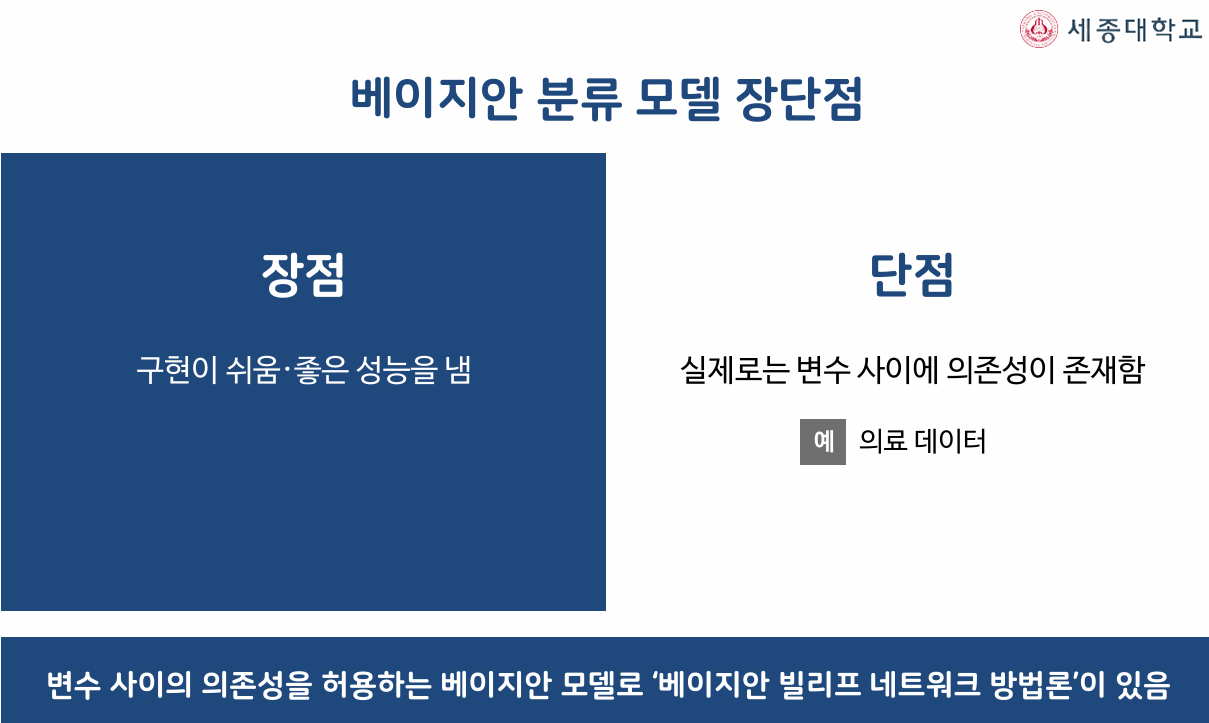 세종대학교
베이지안 분류 모델 장단점
장점
구현이 쉬움·좋은 성능을 냄
단점
실제로는 변수 사이에 의존성이 존재함
예 의료 데이터
변수 사이의 의존성을 허용하는 베이지안 모델로 ‘베이지안 빌리프 네트워크 방법론’이 있음